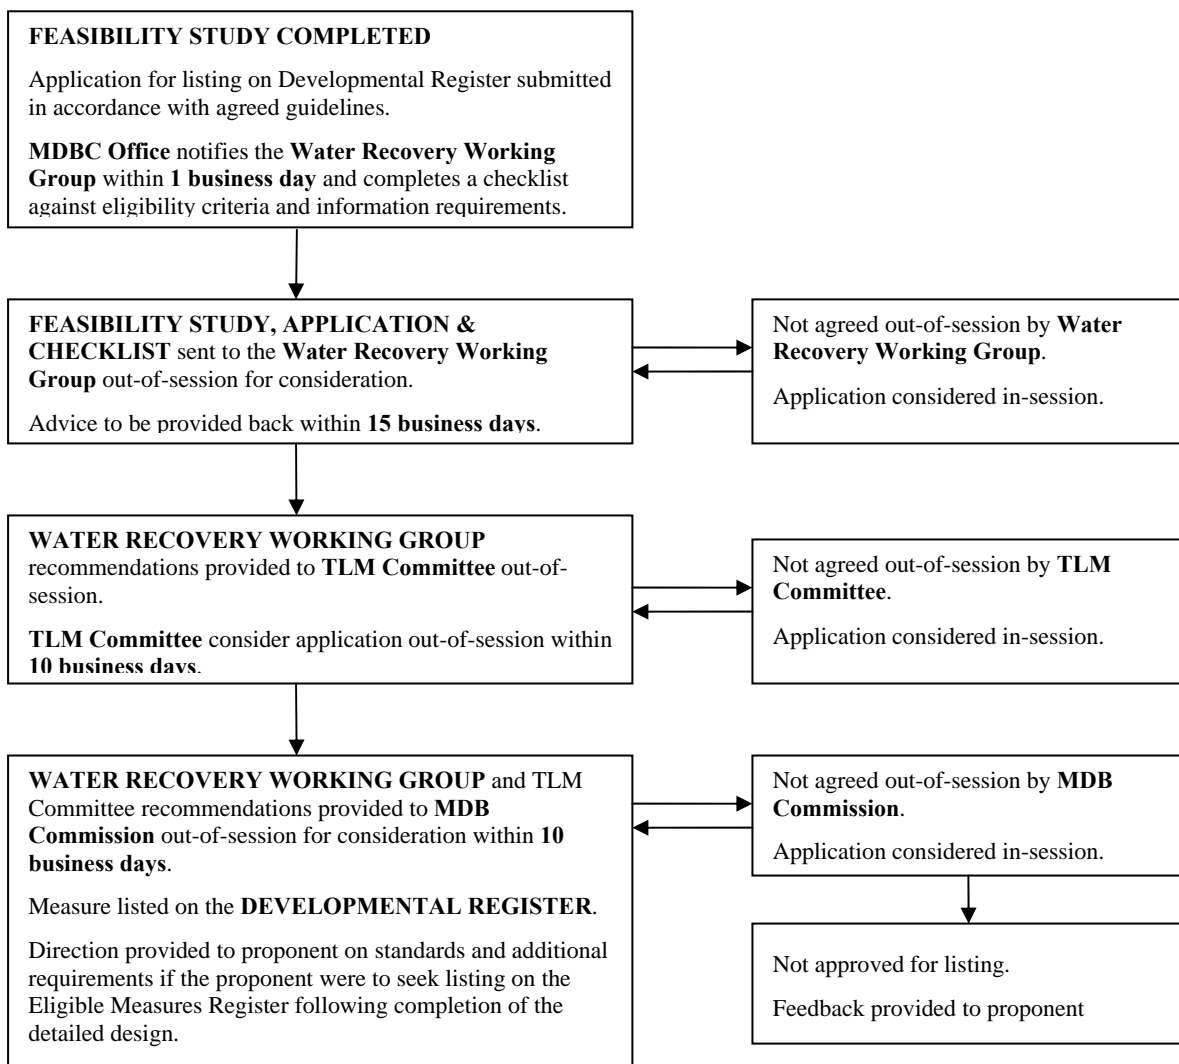 FEASIBILITY STUDY COMPLETED
Application for listing on Developmental Register submitted
in accordance with agreed guidelines.
MDBC Office notifies the Water Recovery Working
Group within 1 business day and completes a checklist
against eligibility criteria and information requirements.
FEASIBILITY STUDY, APPLICATION &
CHECKLIST sent to the Water Recovery Working
Group out-of-session for consideration.
Advice to be provided back within 15 business days.
Not agreed out-of-session by Water
Recovery Working Group.
Application considered in-session.
WATER RECOVERY WORKING GROUP
recommendations provided to TLM Committee out-of-
session.
TLM Committee consider application out-of-session within
10 business days.
Not agreed out-of-session by TLM
Committee.
Application considered in-session.
WATER RECOVERY WORKING GROUP and TLM
Committee recommendations provided to MDB
Commission out-of-session for consideration within 10
business days.
Measure listed on the DEVELOPMENTAL REGISTER.
Direction provided to proponent on standards and additional
requirements if the proponent were to seek listing on the
Eligible Measures Register following completion of the
detailed design.
Not agreed out-of-session by MDB
Commission.
Application considered in-session.
Not approved for listing.
Feedback provided to proponent